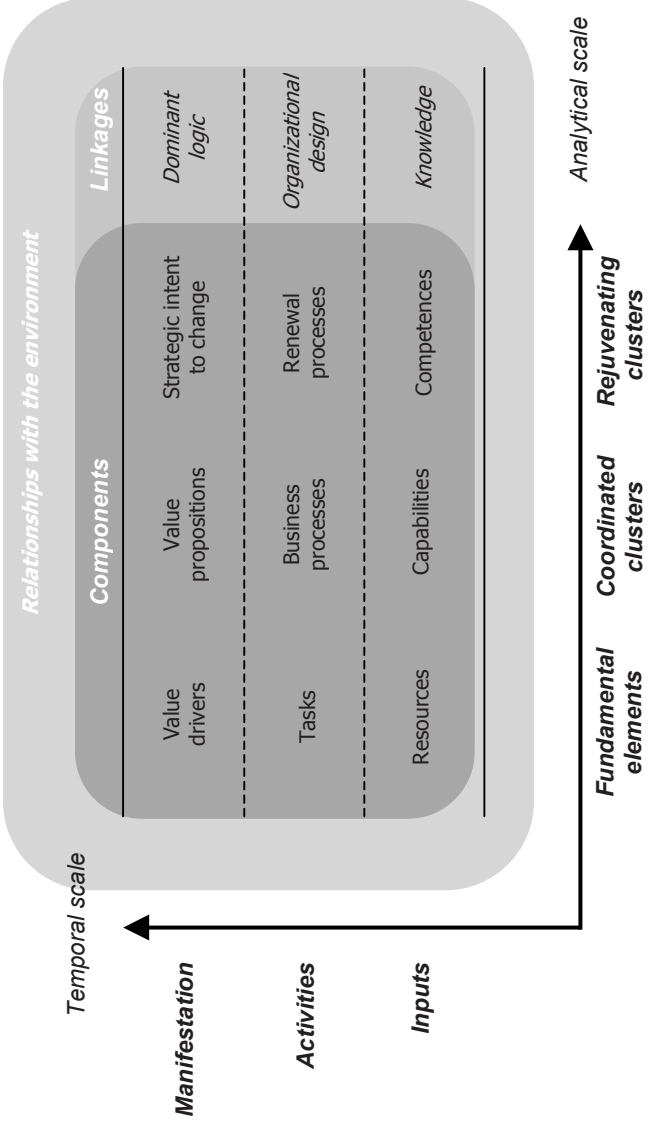 Relationships with the environment
Components
Linkages
Temporal scale
Manifestation
Value
drivers
Value
propositions
Strategic intent
to change
Dominant
logic
Activities
Tasks
Business
processes
Renewal
processes
Organizational
design
Inputs
Resources
Capabilities
Competences
Knowledge
Fundamental
elements
Coordinated
clusters
Rejuvenating
clusters
Analytical scale